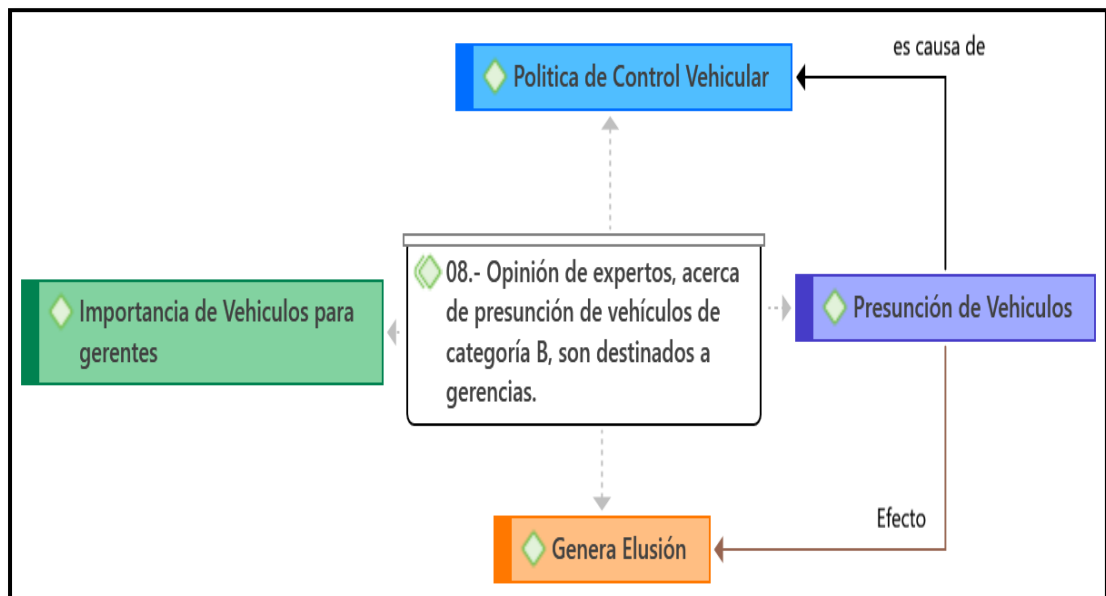 es causa de
Politica de Control Vehicular
08.- Opinión de expertos, acerca
de presunción de vehículos de
categoría B, son destinados a
gerencias.
Importancia de Vehiculos para
gerentes
Presunción de Vehiculos
Efecto
Genera Elusión